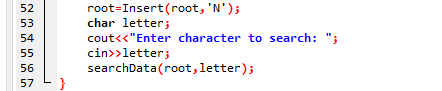 52 root=Insert(root,'N');
53 char letter;
54 cout<<"Enter character to search: ";
55 cin>>letter;
56 searchData(root,letter);
57 }